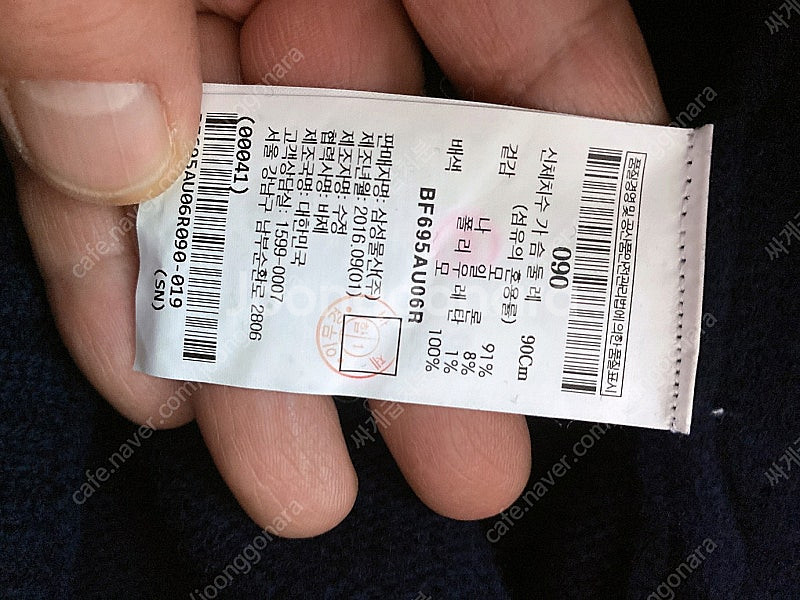 품질경영 및 공산품안전관리법에 의한 품질표시
090
신체치수 가슴둘레 90Cm
(섬유의 혼용률)
겉감 모 91%
나일론 8%
폴리우레탄 1%
배색 모 100%
BF695AU06R
판매자명: 삼성물산(주)
제조년월: 2016.09(01)
제조자명: 수정
협력사명: 비전
제조국명: 대한민국
고객상담실: 1599-0007
서울 강남구 남부순환로 2806
(00041)
695AU06R090-019
(SN)
Joonggonara
cafe.naver.com/joonggonara